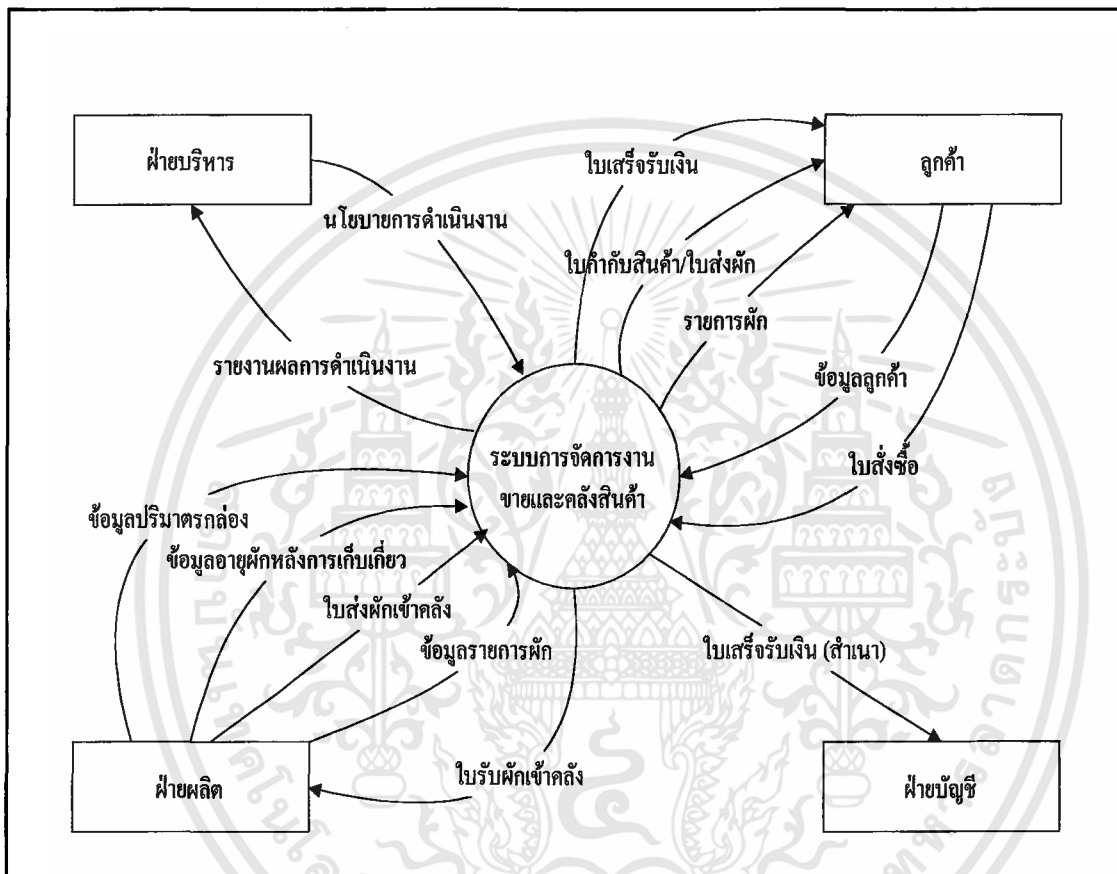 ฝ่ายบริหาร
ใบเสร็จรับเงิน
ลูกค้า
นโยบายการดำเนินงาน
ใบกำกับสินค้า/ใบส่งผัก
รายการผัก
รายงานผลการดำเนินงาน
ข้อมูลลูกค้า
ระบบการจัดการงาน
ขายและคลังสินค้า
ใบสั่งซื้อ
ข้อมูลปริมาตรกล่อง
ข้อมูลอายุผักหลังการเก็บเกี่ยว
ใบส่งผักเข้าคลัง
ข้อมูลรายการผัก
ใบเสร็จรับเงิน (สำเนา)
ใบรับผักเข้าคลัง
ฝ่ายผลิต
ฝ่ายบัญชี